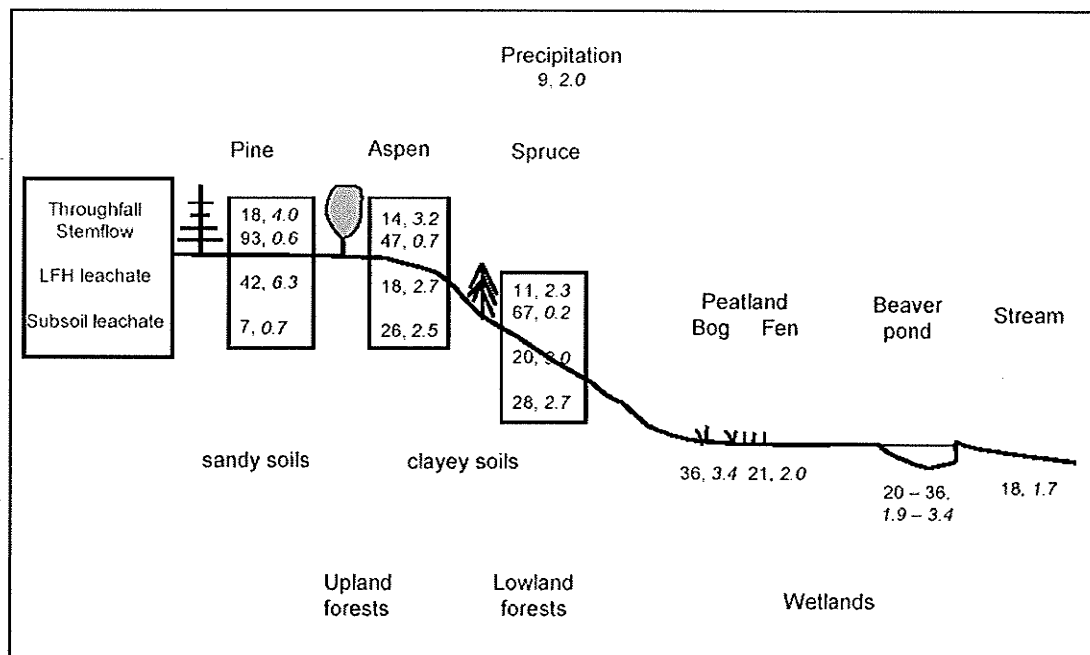 Precipitation
9, 2.0
Pine
Aspen
Spruce
Throughfall
Stemflow
LFH leachate
Subsoil leachate
18, 4.0
93, 0.6
42, 6.3
7, 0.7
14, 3.2
47, 0.7
18, 2.7
26, 2.5
11, 2.3
67, 0.2
20,
28, 2.7
Peatland
Bog Fen
Beaver
pond
Stream
sandy soils
clayey soils
36, 3.4 21, 2.0
20 – 36,
1.9 – 3.4
18, 1.7
Upland
forests
Lowland
forests
Wetlands